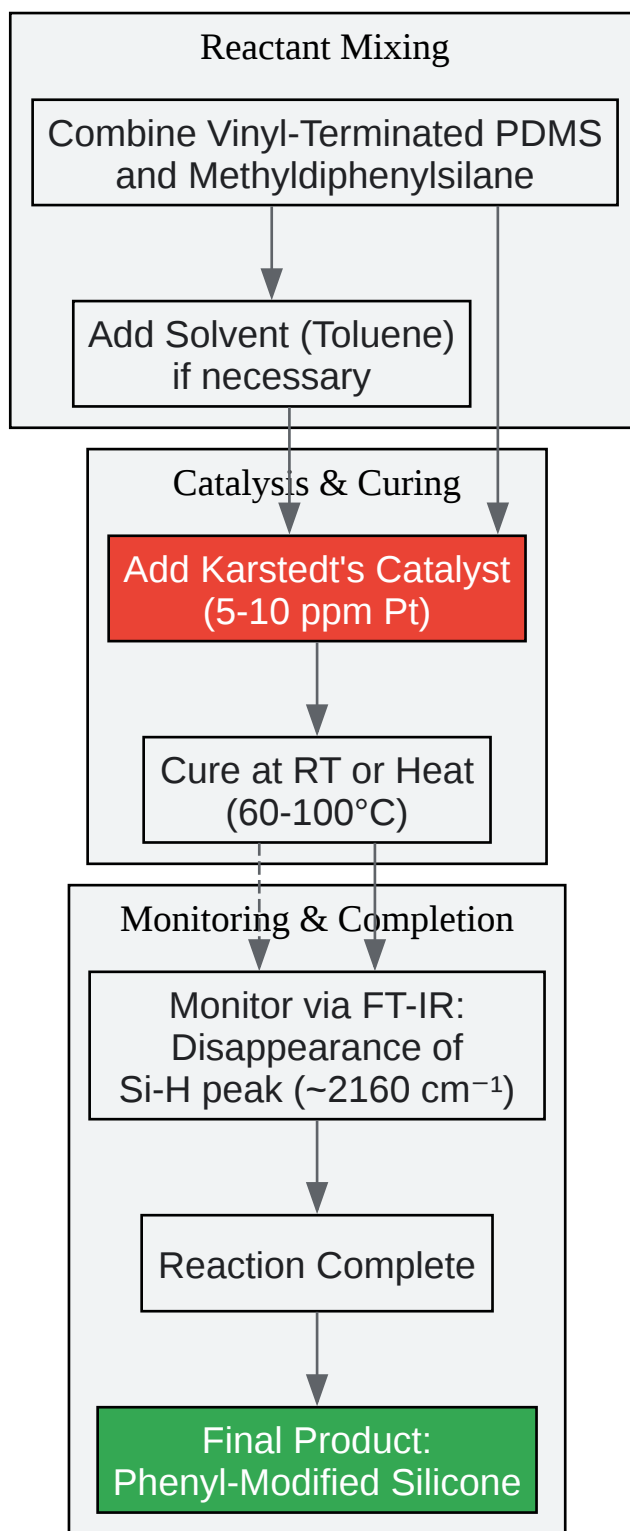 Reactant Mixing
Combine Vinyl-Terminated PDMS
and Methyldiphenylsilane
Add Solvent (Toluene)
if necessary
Catalysis & Curing
Add Karstedt's Catalyst
(5-10 ppm Pt)
Cure at RT or Heat
(60-100°C)
Monitoring & Completion
Monitor via FT-IR:
Disappearance of
Si-H peak (~2160 cm⁻¹)
Reaction Complete
Final Product:
Phenyl-Modified Silicone